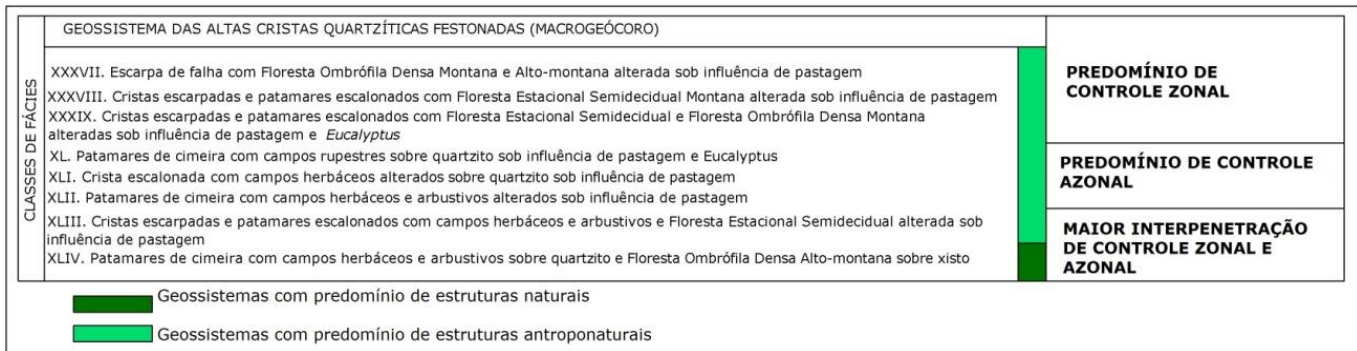 GEOSSISTEMA DAS ALTAS CRISTAS QUARTZÍTICAS FESTONADAS (MACROGEÓCORO)
CLASSES DE FÁCIES
XXXVII. Escarpa de falha com Floresta Ombrófila Densa Montana e Alto-montana alterada sob influência de pastagem
XXXVIII. Cristas escarpadas e patamares escalonados com Floresta Estacional Semidecidual Montana alterada sob influência de pastagem
XXXIX. Cristas escarpadas e patamares escalonados com Floresta Estacional Semidecidual e Floresta Ombrófila Densa Montana
alteradas sob influência de pastagem e Eucalyptus
XL. Patamares de cimeira com campos rupestres sobre quartzito sob influência de pastagem e Eucalyptus
XLI. Crista escalonada com campos herbáceos alterados sobre quartzito sob influência de pastagem
XLII. Patamares de cimeira com campos herbáceos e arbustivos alterados sob influência de pastagem
XLIII. Cristas escarpadas e patamares escalonados com campos herbáceos e arbustivos e Floresta Estacional Semidecidual alterada sob
influência de pastagem
XLIV. Patamares de cimeira com campos herbáceos e arbustivos sobre quartzito e Floresta Ombrófila Densa Alto-montana sobre xisto
PREDOMÍNIO DE
CONTROLE ZONAL
PREDOMÍNIO DE CONTROLE
AZONAL
MAIOR INTERPENETRAÇÃO
DE CONTROLE ZONAL E
AZONAL
Geossistemas com predomínio de estruturas naturais
Geossistemas com predomínio de estruturas antroponaturais